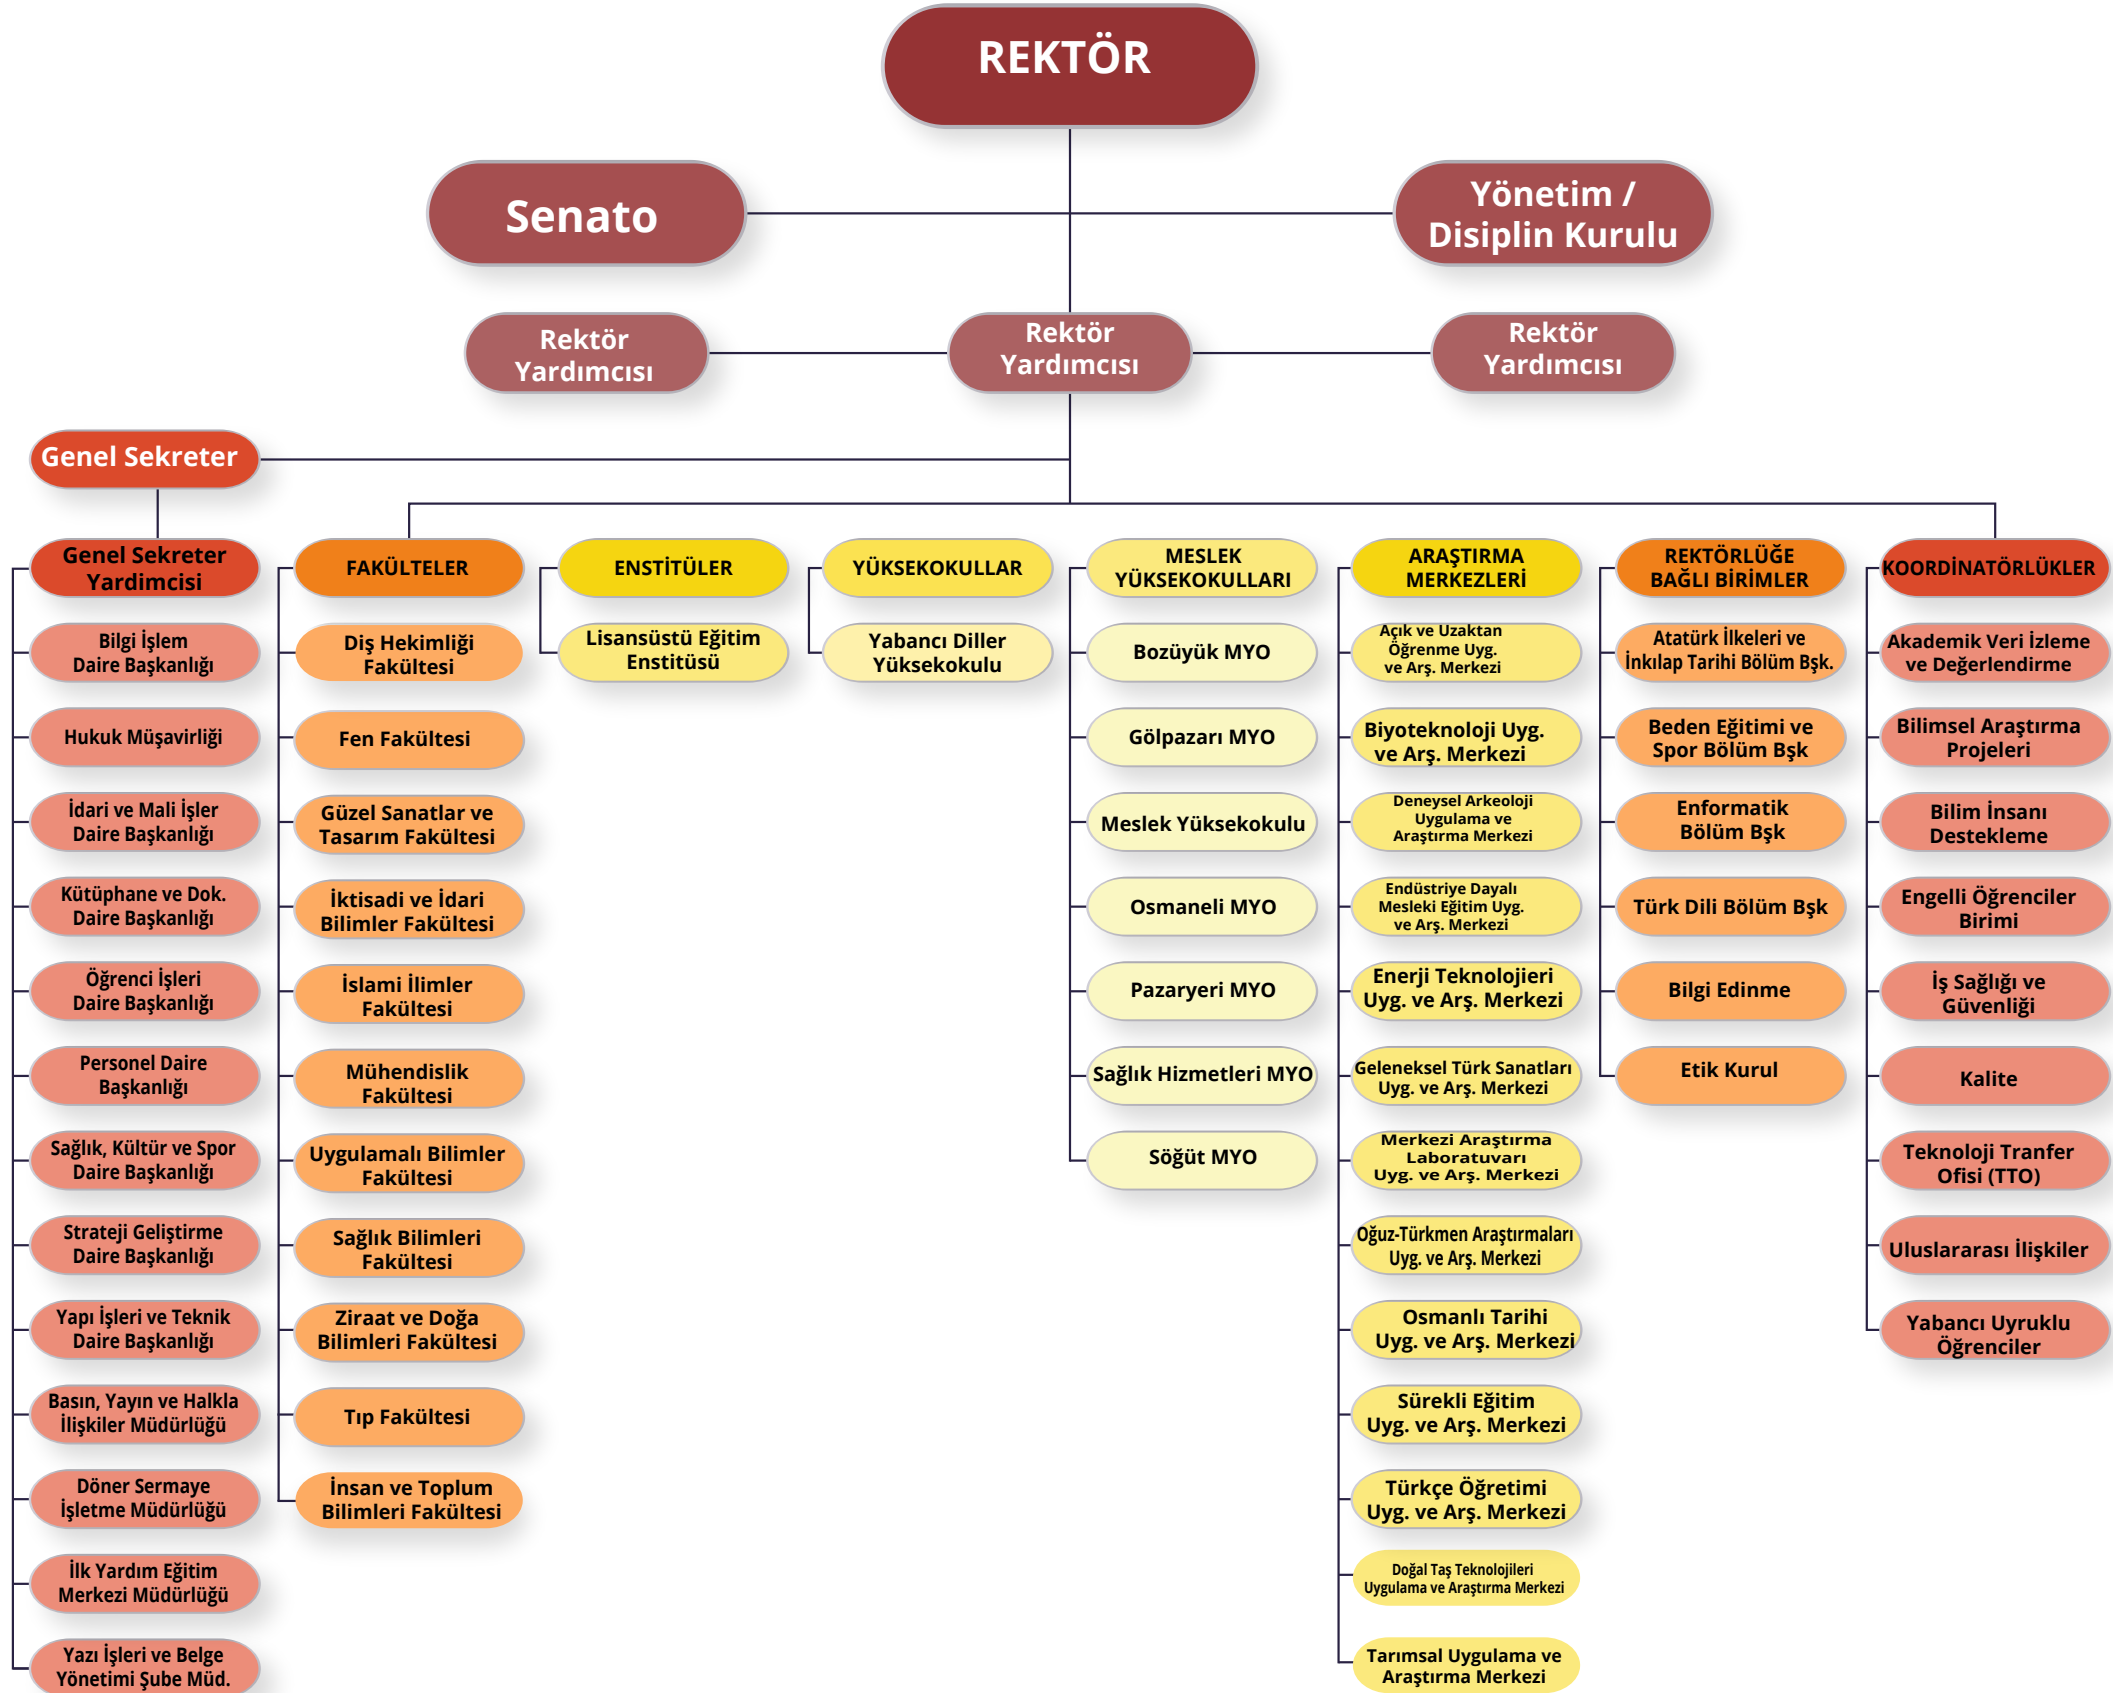 REKTÖR
Senato
Yönetim /
Disiplin Kurulu
Rektör
Yardımcısı
Rektör
Yardımcısı
Rektör
Yardımcısı
Genel Sekreter
Genel Sekreter
Yardimcisi
Bilgi İşlem
Daire Başkanlığı
Hukuk Müşavirliği
İdari ve Mali İşler
Daire Başkanlığı
Kütüphane ve Dok.
Daire Başkanlığı
Öğrenci İşleri
Daire Başkanlığı
Personel Daire
Başkanlığı
Sağlık, Kültür ve Spor
Daire Başkanlığı
Strateji Geliştirme
Daire Başkanlığı
Yapı İşleri ve Teknik
Daire Başkanlığı
Basın, Yayın ve Halkla
İlişkiler Müdürlüğü
Döner Sermaye
İşletme Müdürlüğü
İlk Yardım Eğitim
Merkezi Müdürlüğü
Yazı İşleri ve Belge
Yönetimi Şube Müd.
FAKÜLTELER
Diş Hekimliği
Fakültesi
Fen Fakültesi
Güzel Sanatlar ve
Tasarım Fakültesi
İktisadi ve İdari
Bilimler Fakültesi
İslami İlimler
Fakültesi
Mühendislik
Fakültesi
Uygulamalı Bilimler
Fakültesi
Sağlık Bilimleri
Fakültesi
Ziraat ve Doğa
Bilimleri Fakültesi
Tıp Fakültesi
İnsan ve Toplum
Bilimleri Fakültesi
ENSTİTÜLER
Lisansüstü Eğitim
Enstitüsü
YÜKSEKOKULLAR
Yabancı Diller
Yüksekokulu
MESLEK
YÜKSEKOKULLARI
Bozüyük MYO
Gölpazarı MYO
Meslek Yüksekokulu
Osmaneli MYO
Pazaryeri MYO
Sağlık Hizmetleri MYO
Söğüt MYO
ARAŞTIRMA
MERKEZLERİ
Açık ve Uzaktan
Öğrenme Uyg.
ve Arş. Merkezi
Biyoteknoloji Uyg.
ve Arş. Merkezi
Deneysel Arkeoloji
Uygulama ve
Araştırma Merkezi
Endüstriye Dayalı
Mesleki Eğitim Uyg.
ve Arş. Merkezi
Enerji Teknolojieri
Uyg. ve Arş. Merkezi
Geleneksel Türk Sanatları
Uyg. ve Arş. Merkezi
Merkezi Araştırma
Laboratuvarı
Uyg. ve Arş. Merkezi
Oğuz-Türkmen Araştırmaları
Uyg. ve Arş. Merkezi
Osmanlı Tarihi
Uyg. ve Arş. Merkezi
Sürekli Eğitim
Uyg. ve Arş. Merkezi
Türkçe Öğretimi
Uyg. ve Arş. Merkezi
Doğal Taş Teknolojileri
Uygulama ve Araştırma Merkezi
Tarımsal Uygulama ve
Araştırma Merkezi
REKTÖRLÜĞE
BAĞLI BİRİMLER
Atatürk İlkeleri ve
İnkılap Tarihi Bölüm Bşk.
Beden Eğitimi ve
Spor Bölüm Bşk
Enformatik
Bölüm Bşk
Türk Dili Bölüm Bşk
Bilgi Edinme
Etik Kurul
KOORDİNATÖRLÜKLER
Akademik Veri İzleme
ve Değerlendirme
Bilimsel Araştırma
Projeleri
Bilim İnsanı
Destekleme
Engelli Öğrenciler
Birimi
İş Sağlığı ve
Güvenliği
Kalite
Teknoloji Tranfer
Ofisi (TTO)
Uluslararası İlişkiler
Yabancı Uyruklu
Öğrenciler